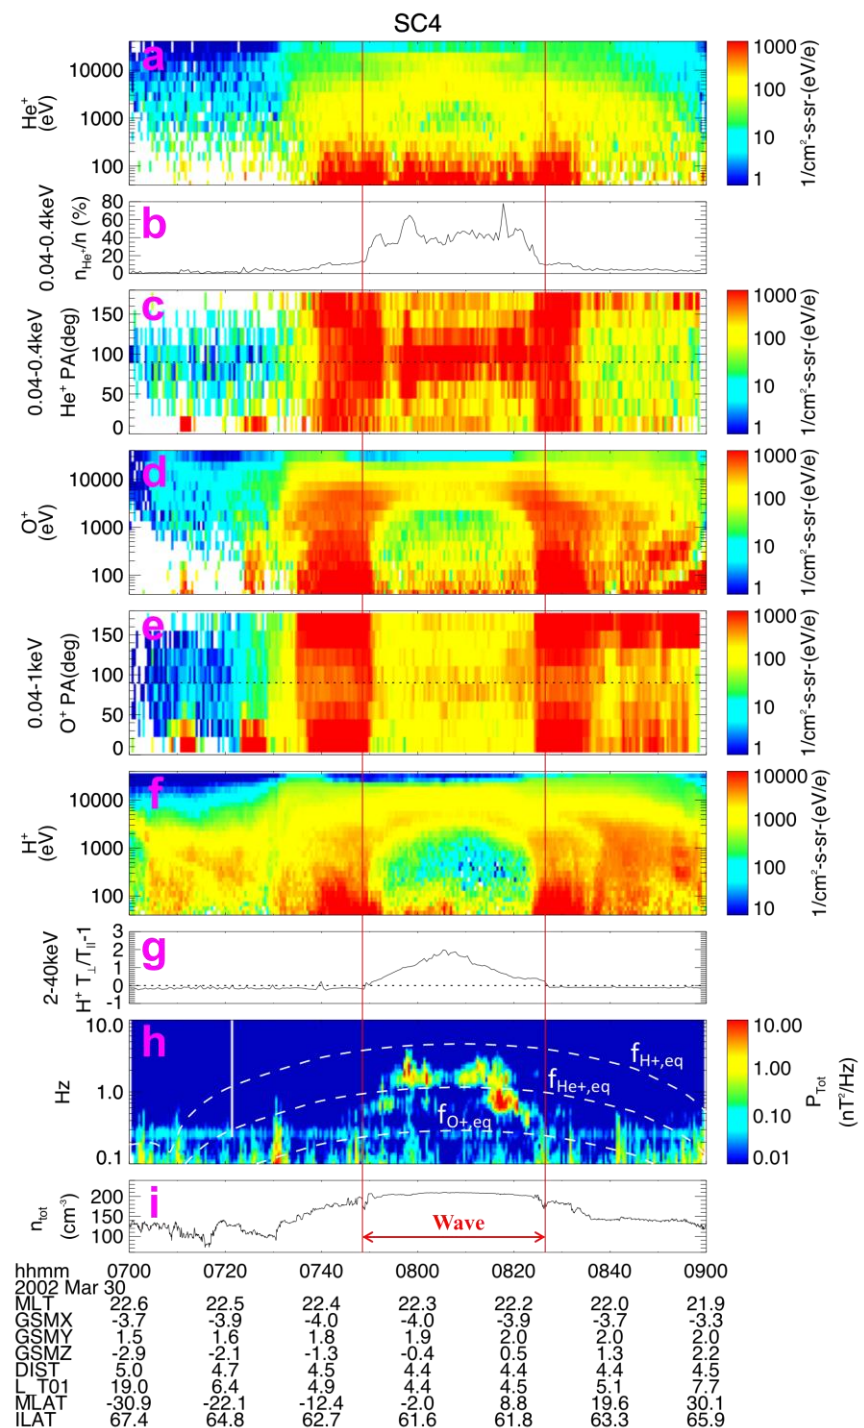 SC4
a
He+
(eV)
10000
1000
100
1000
100
10
1
1/cm²-s-sr-(eV/e)
b
0.04-0.4keV
nHe+/n (%)
80
60
40
20
0
c
0.04-0.4keV
He+ PA(deg)
150
100
50
0
1000
100
10
1
1/cm²-s-sr-(eV/e)
d
O+
(eV)
10000
1000
100
1000
100
10
1
1/cm²-s-sr-(eV/e)
e
0.04-1keV
O+ PA(deg)
150
100
50
0
1000
100
10
1
1/cm²-s-sr-(eV/e)
f
H+
(eV)
10000
1000
100
10000
1000
100
10
1/cm²-s-sr-(eV/e)
g
2-40keV
H+ T⊥/T||-1
3
2
1
0
-1
h
Hz
10.0
1.0
0.1
fH+,eq
fHe+,eq
fO+,eq
10.00
1.00
0.10
0.01
PTot
(nT²/Hz)
i
ntot
(cm-3)
200
150
100
Wave
hhmm 0700 0720 0740 0800 0820 0840 0900
2002 Mar 30
MLT 22.6 22.5 22.4 22.3 22.2 22.0 21.9
GSMX -3.7 -3.9 -4.0 -4.0 -3.9 -3.7 -3.3
GSMY 1.5 1.6 1.8 1.9 2.0 2.0 2.0
GSMZ -2.9 -2.1 -1.3 -0.4 0.5 1.3 2.2
DIST 5.0 4.7 4.5 4.4 4.4 4.4 4.5
L_T01 19.0 6.4 4.9 4.4 4.5 5.1 7.7
MLAT -30.9 -22.1 -12.4 -2.0 8.8 19.6 30.1
ILAT 67.4 64.8 62.7 61.6 61.8 63.3 65.9